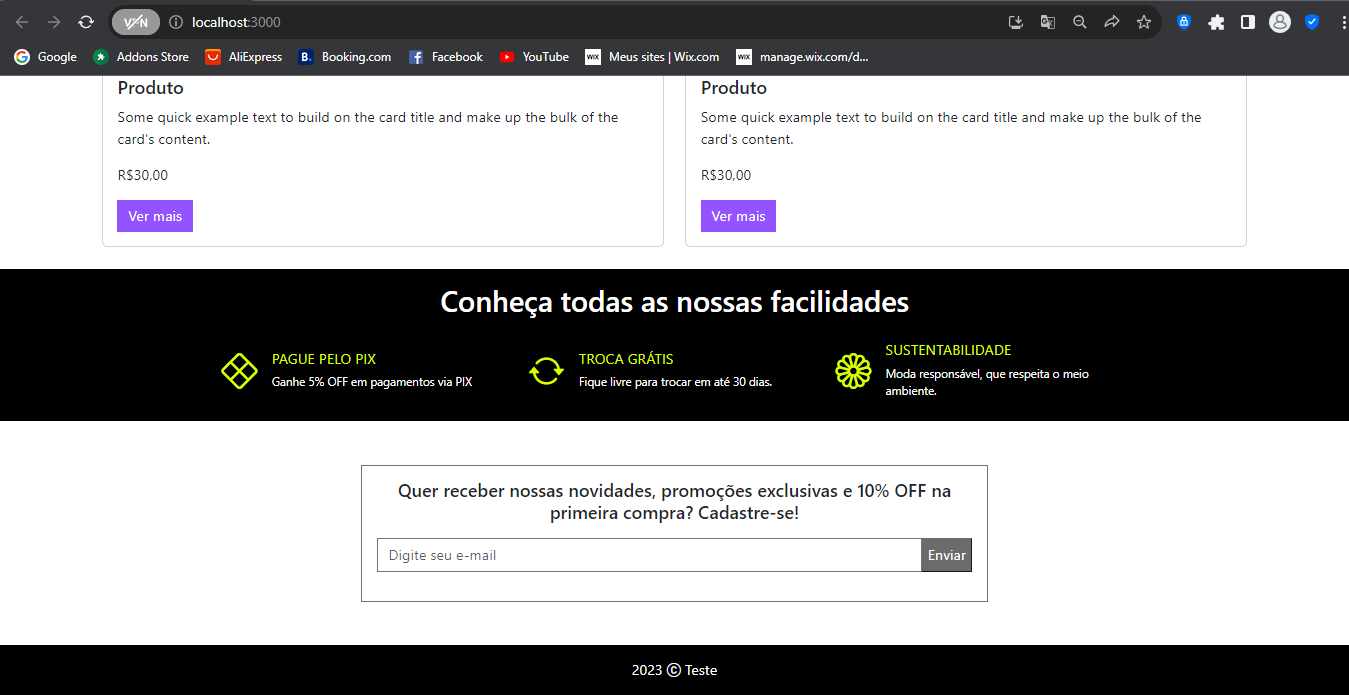 VPN localhost:3000
Google Addons Store AliExpress B. Booking.com Facebook YouTube WIX Meus sites | Wix.com WIX manage.wix.com/d...
Produto Produto
Some quick example text to build on the card title and make up the bulk of the Some quick example text to build on the card title and make up the bulk of the
card's content. card's content.
R$30,00 R$30,00
Ver mais Ver mais
Conheça todas as nossas facilidades
PAGUE PELO PIX
Ganhe 5% OFF em pagamentos via PIX
TROCA GRÁTIS
Fique livre para trocar em até 30 dias.
SUSTENTABILIDADE
Moda responsável, que respeita o meio
ambiente.
Quer receber nossas novidades, promoções exclusivas e 10% OFF na
primeira compra? Cadastre-se!
Digite seu e-mail Enviar
2023 © Teste